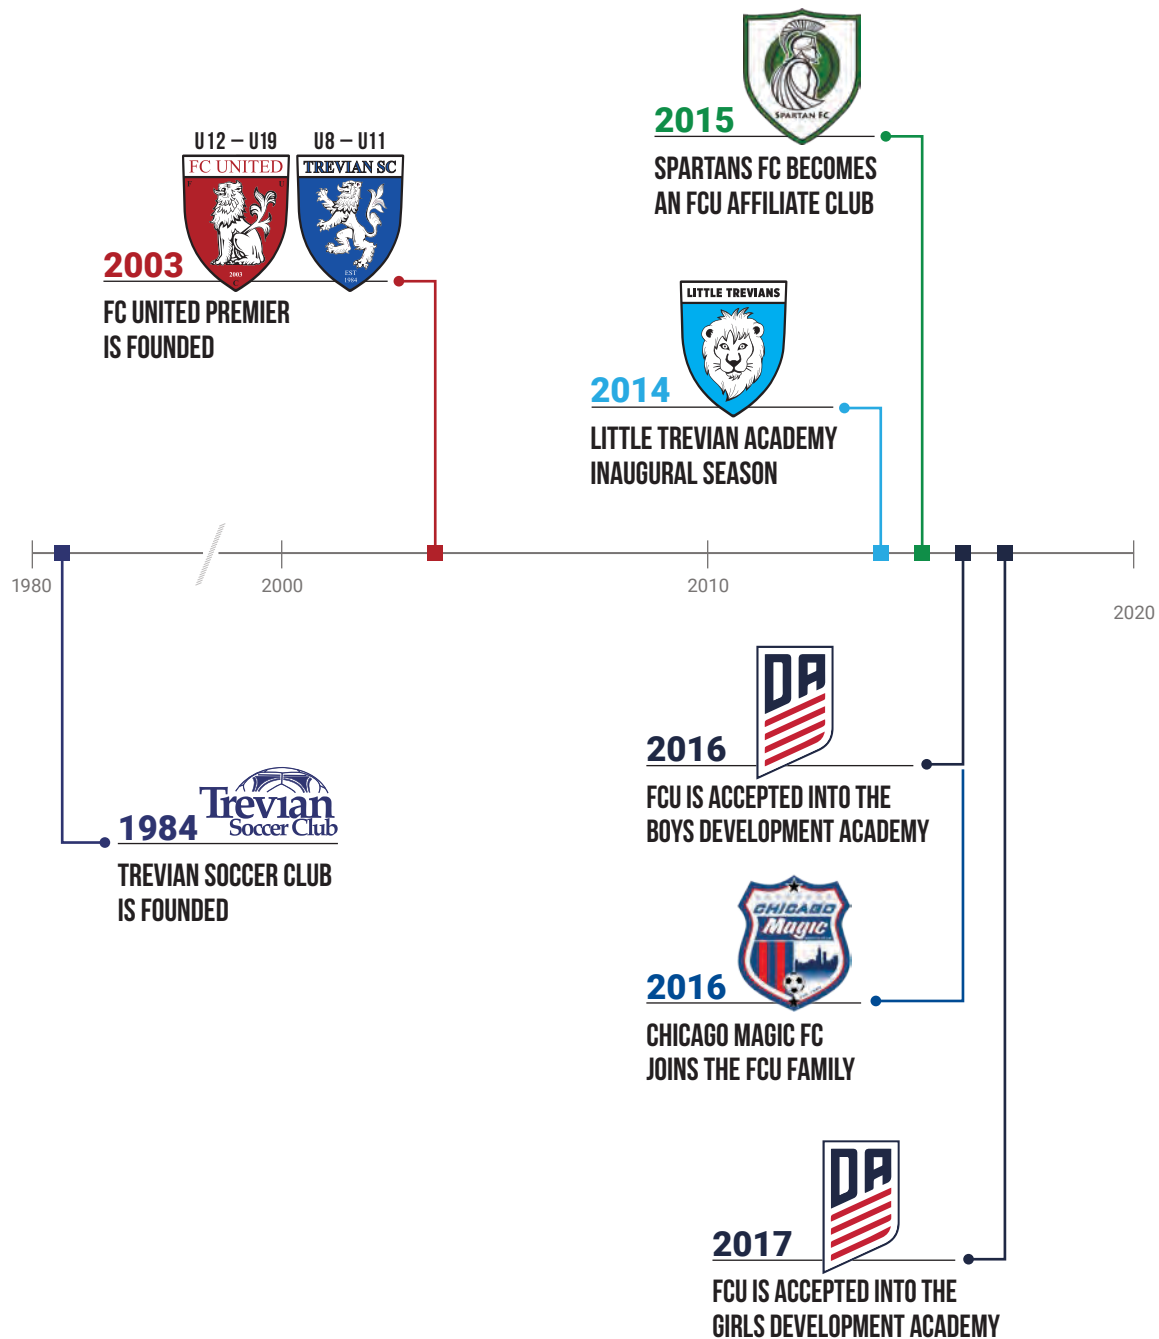 SPARTAN FC
2015
SPARTANS FC BECOMES
AN FCU AFFILIATE CLUB
U12 – U19
U8 – U11
FC UNITED
TREVIAN SC
F U
2003
C
EST
1984
2003
FC UNITED PREMIER
IS FOUNDED
LITTLE TREVIANS
2014
LITTLE TREVIAN ACADEMY
INAUGURAL SEASON
1980
2000
2010
2020
DA
2016
FCU IS ACCEPTED INTO THE
BOYS DEVELOPMENT ACADEMY
Trevian
Soccer Club
1984
TREVIAN SOCCER CLUB
IS FOUNDED
CHICAGO
Magic
2016
CHICAGO MAGIC FC
JOINS THE FCU FAMILY
DA
2017
FCU IS ACCEPTED INTO THE
GIRLS DEVELOPMENT ACADEMY